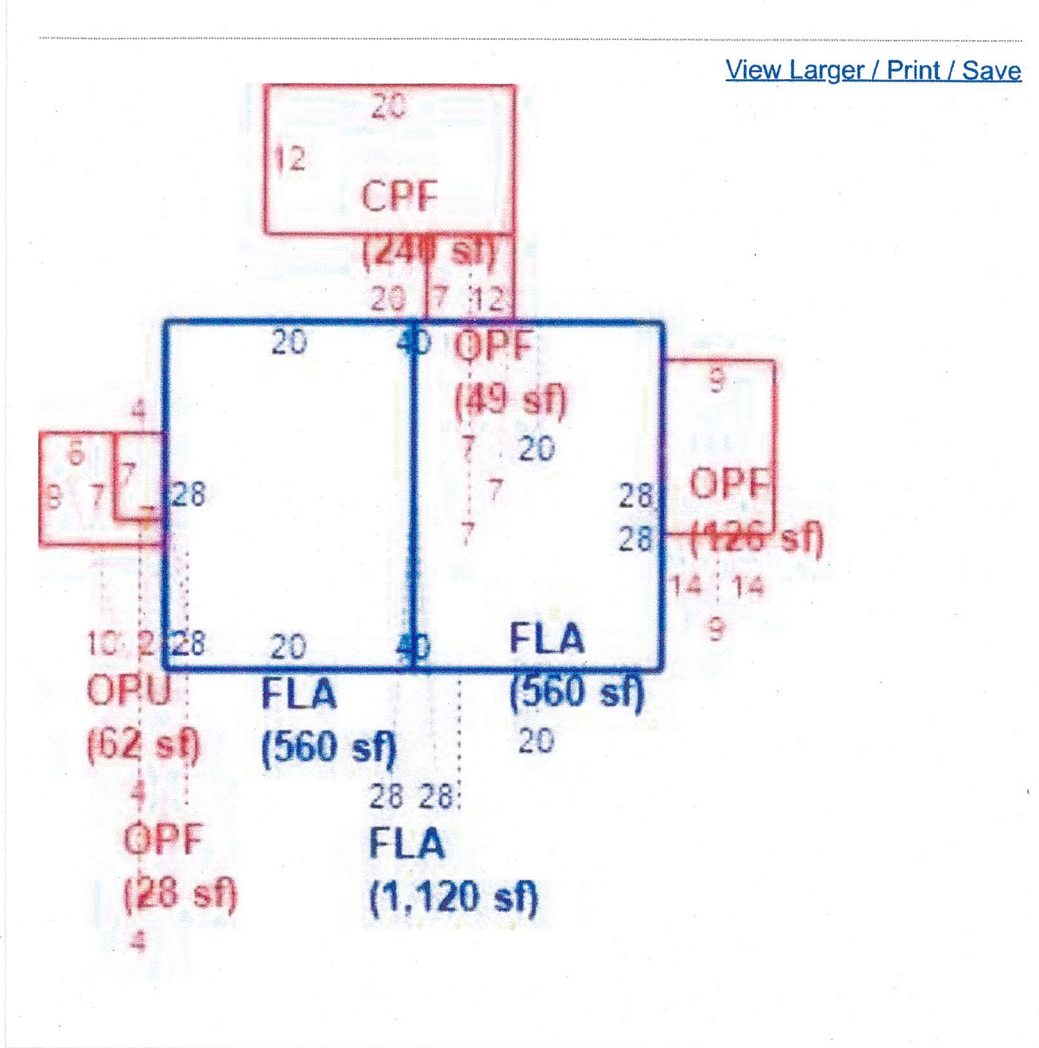 View Larger / Print / Save
20
12
CPF
(240 sf)
20 7 12
20 40 OPF
(49 sf)
9
4
6
7
7
28
7 20
7
7
28
28
OPF
(126 sf)
14 14
9
10 2 28 20 40 FLA
(560 sf)
20
OPU
(62 sf)
FLA
(560 sf)
4
28 28
OPF
(28 sf)
FLA
(1,120 sf)
4